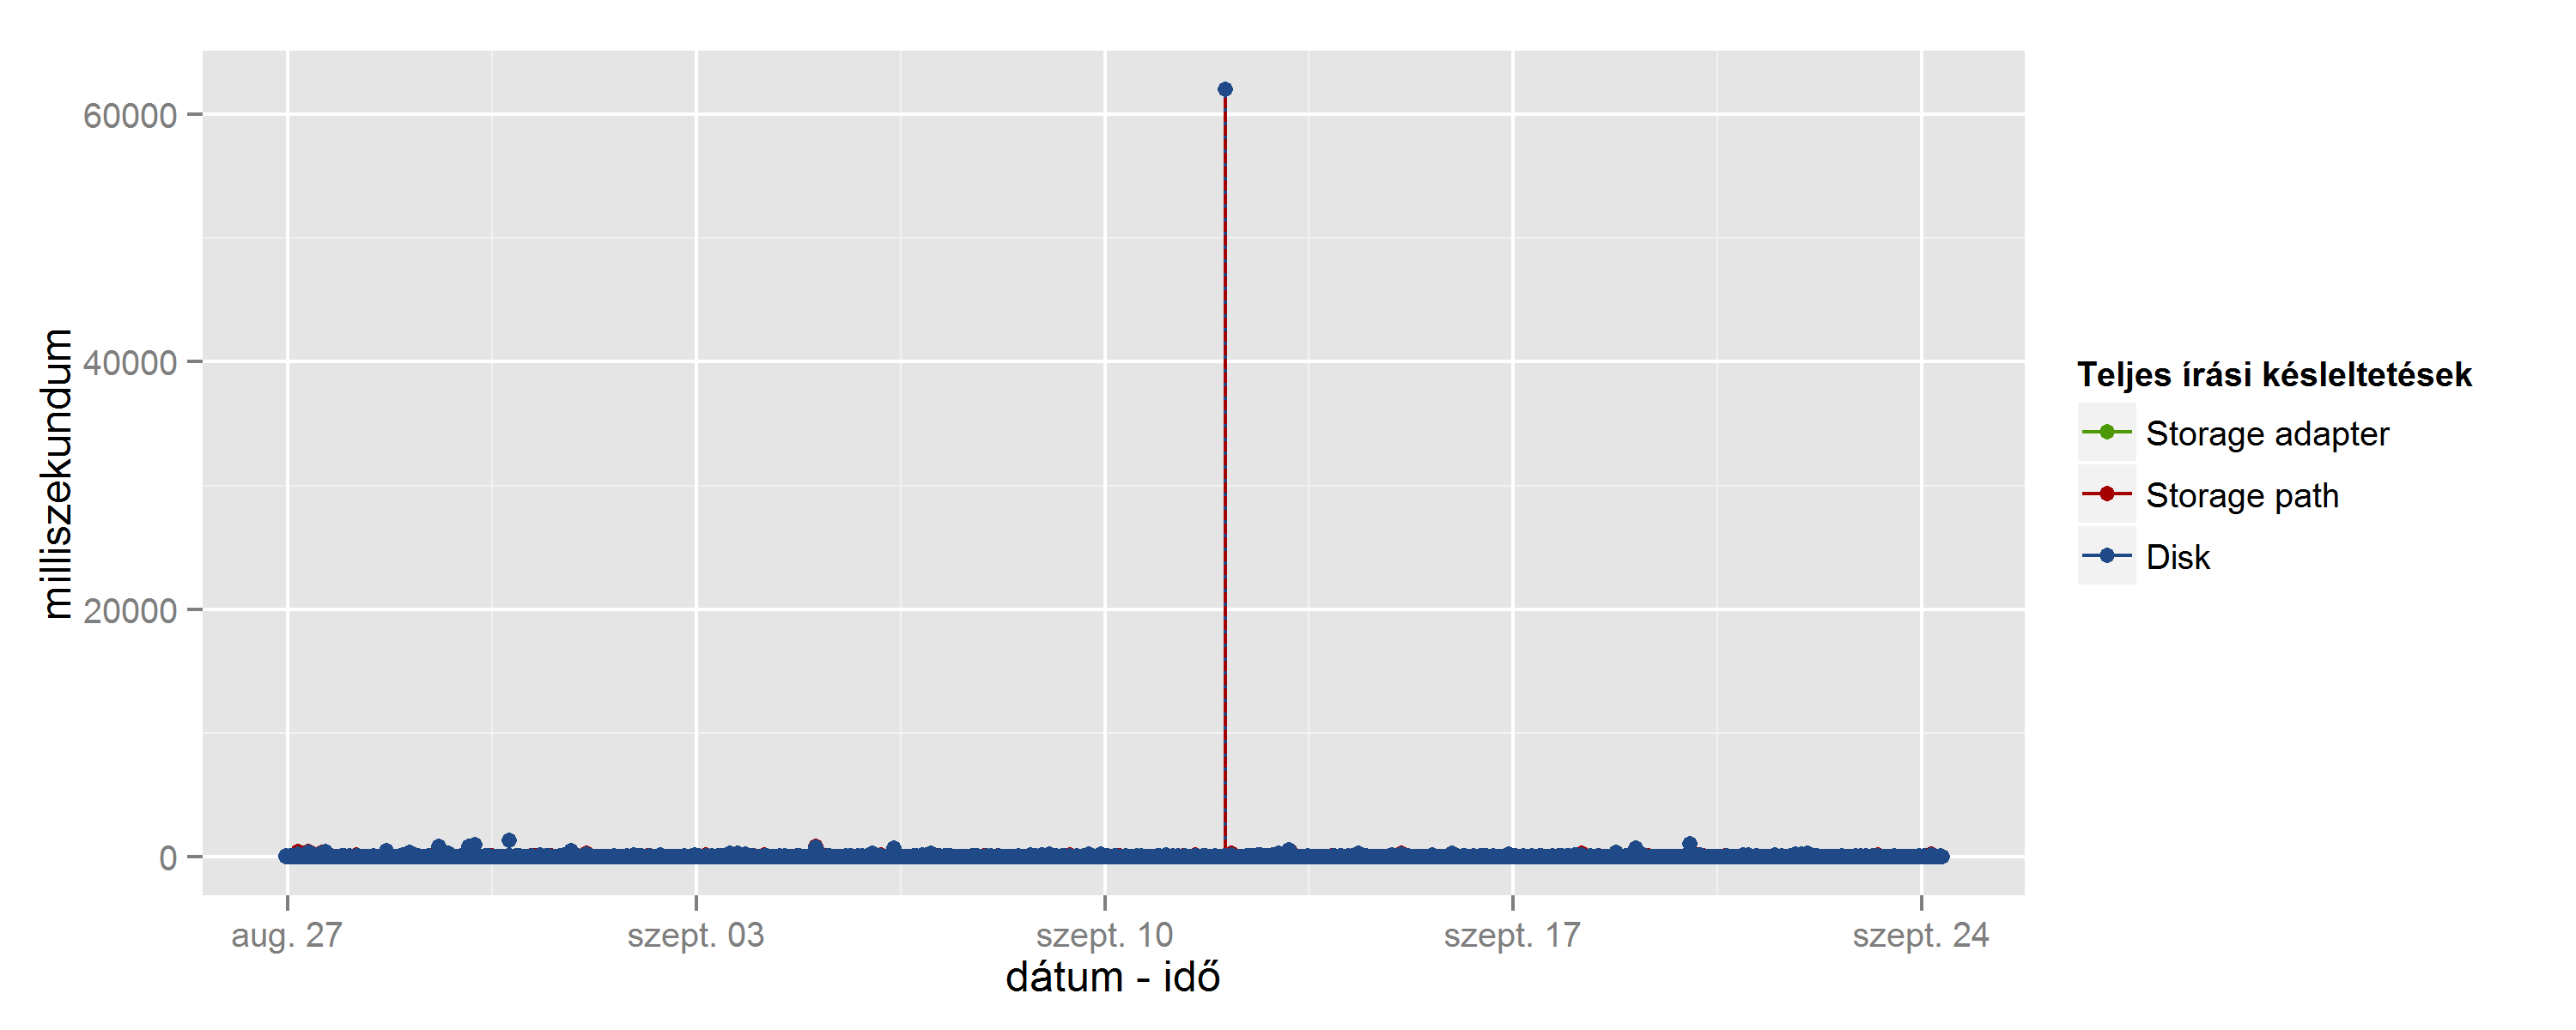 60000
40000
20000
0
milliszekundum
aug. 27
szept. 03
szept. 10
szept. 17
szept. 24
dátum - idő
Teljes írási késleltetések
Storage adapter
Storage path
Disk